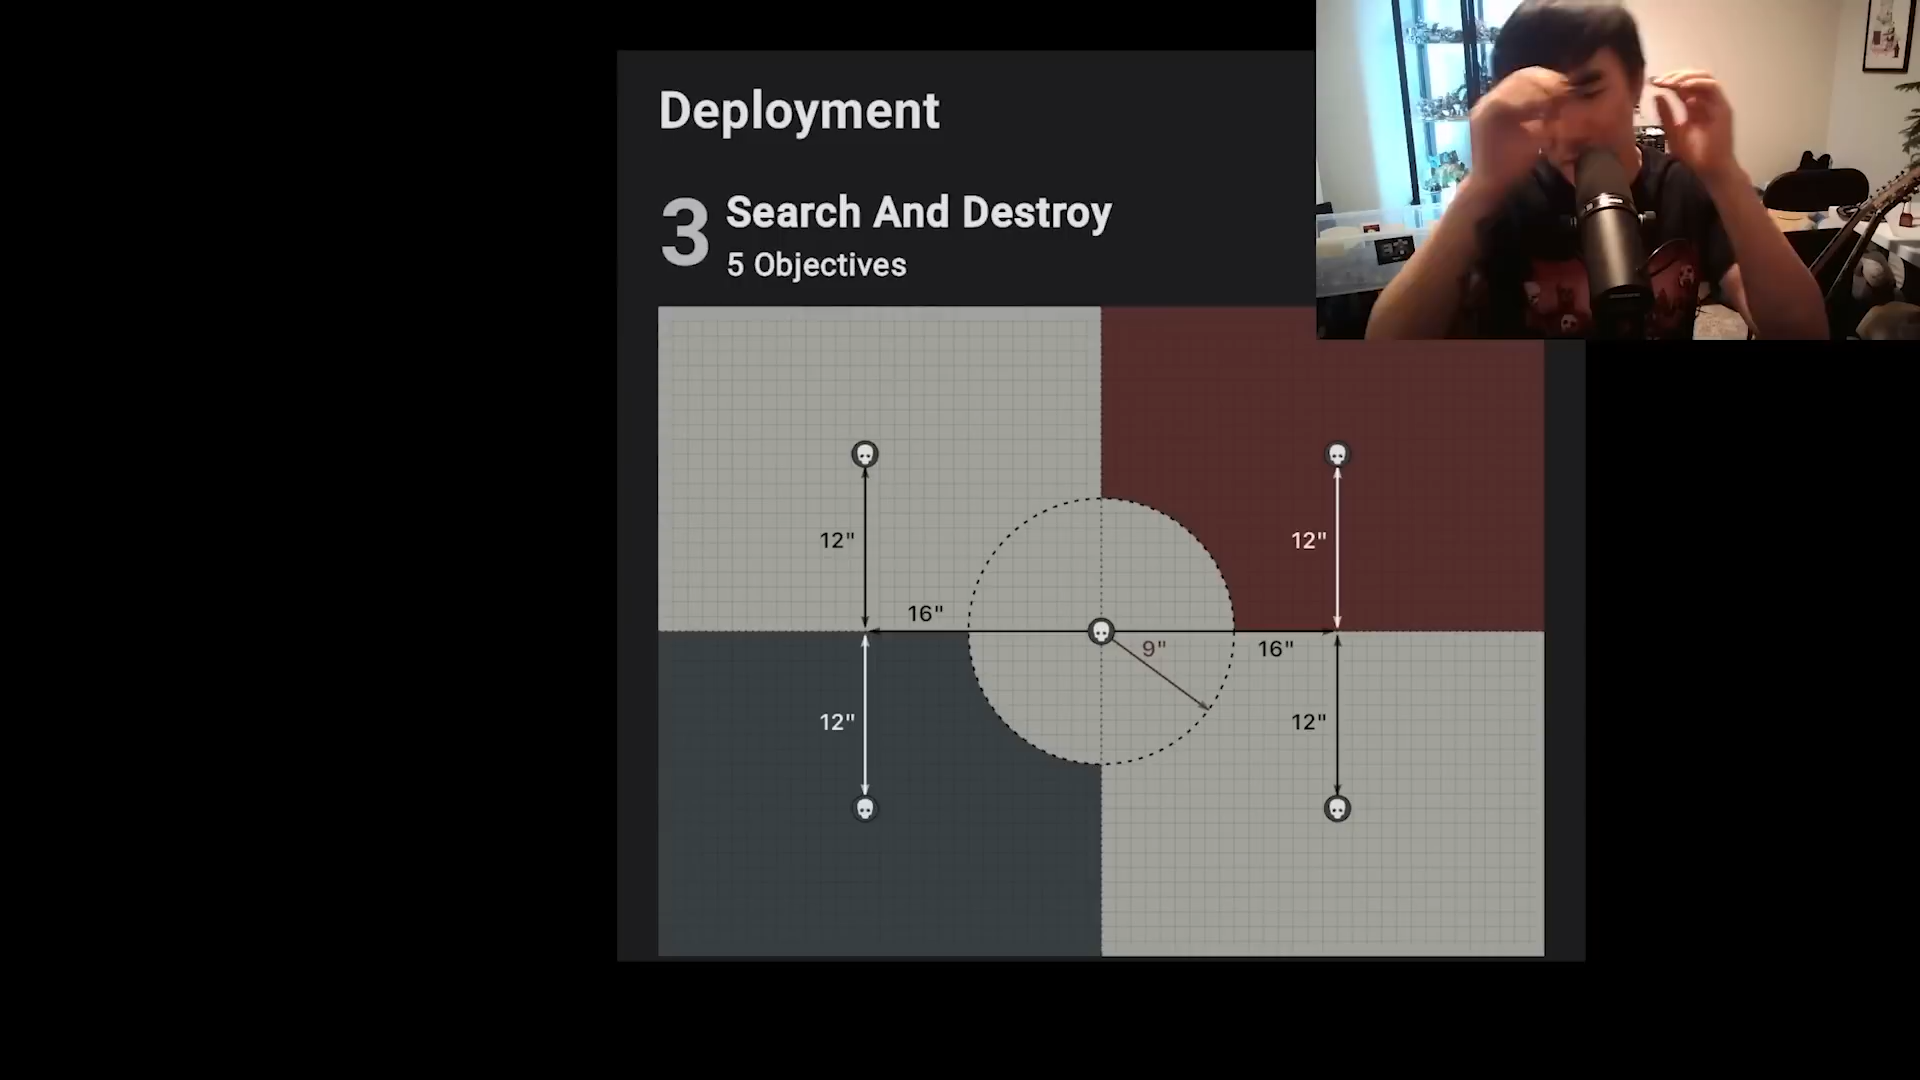 Deployment
3 Search And Destroy
5 Objectives
12"
12"
16"
9"
16"
12"
12"